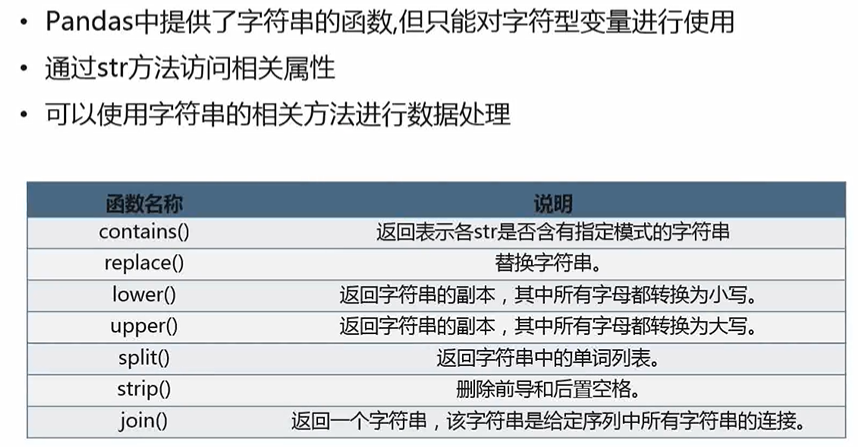 • Pandas中提供了字符串的函数,但只能对字符型变量进行使用
• 通过str方法访问相关属性
• 可以使用字符串的相关方法进行数据处理
函数名称 说明
contains() 返回表示各str是否含有指定模式的字符串
replace() 替换字符串。
lower() 返回字符串的副本，其中所有字母都转换为小写。
upper() 返回字符串的副本，其中所有字母都转换为大写。
split() 返回字符串中的单词列表。
strip() 删除前导和后置空格。
join() 返回一个字符串，该字符串是给定序列中所有字符串的连接。